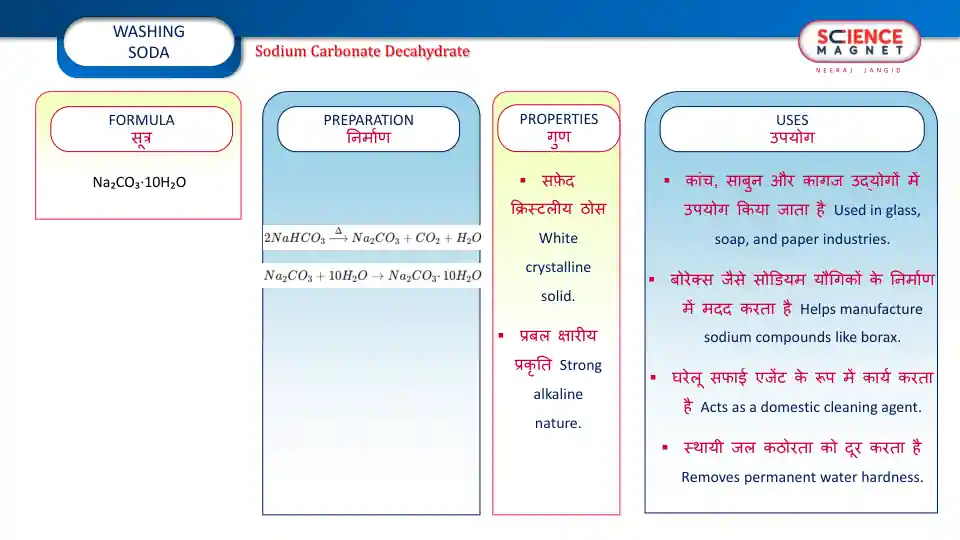 WASHING
SODA
Sodium Carbonate Decahydrate
SCIENCE
MAGNET
NEERAJ JANGID
FORMULA
सूत्र
Na₂CO₃·10H₂O
PREPARATION
निर्माण
2NaHCO₃ —Δ→ Na₂CO₃ + CO₂ + H₂O
Na₂CO₃ + 10H₂O → Na₂CO₃·10H₂O
PROPERTIES
गुण
▪ सफ़ेद
क्रिस्टलीय ठोस
White
crystalline
solid.
▪ प्रबल क्षारीय
प्रकृति Strong
alkaline
nature.
USES
उपयोग
▪ कांच, साबुन और कागज उद्योगों में
उपयोग किया जाता है Used in glass,
soap, and paper industries.
▪ बोरेक्स जैसे सोडियम यौगिकों के निर्माण
में मदद करता है Helps manufacture
sodium compounds like borax.
▪ घरेलू सफाई एजेंट के रूप में कार्य करता
है Acts as a domestic cleaning agent.
▪ स्थायी जल कठोरता को दूर करता है
Removes permanent water hardness.